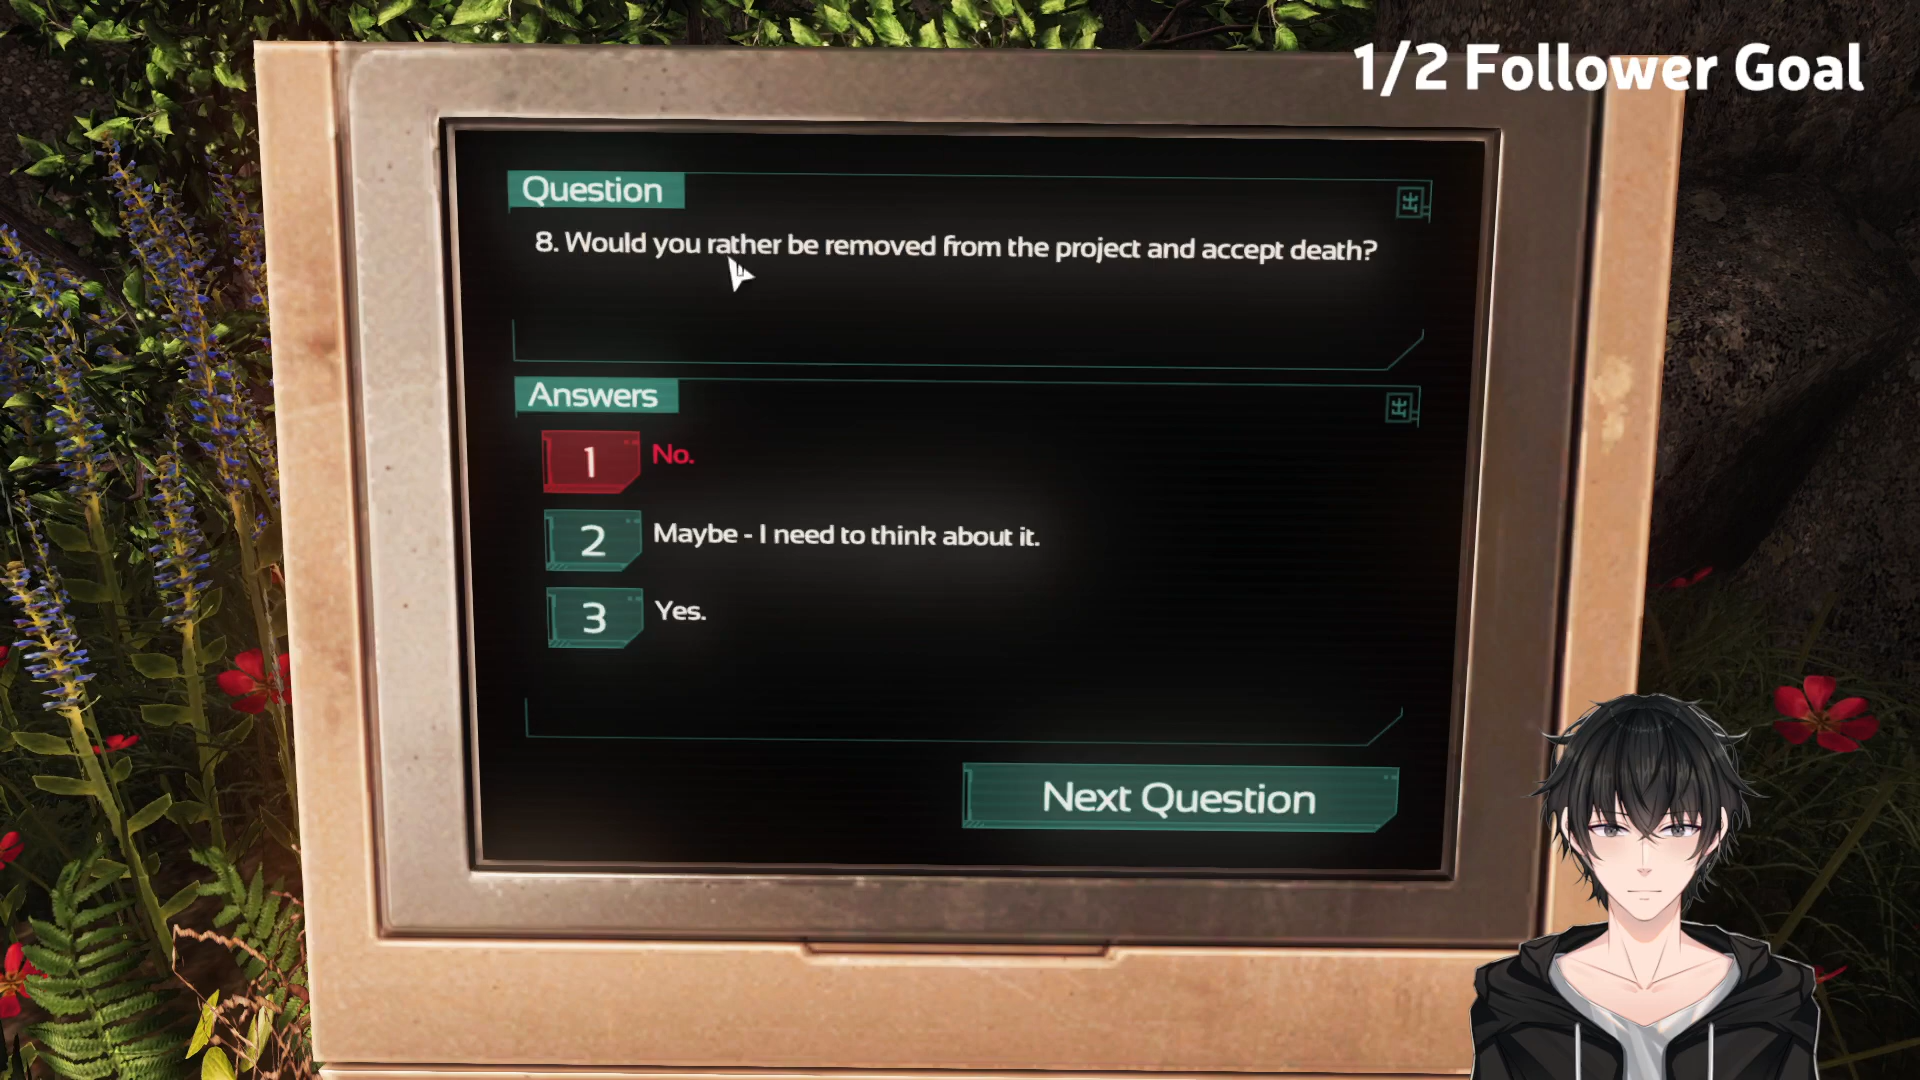 1/2 Follower Goal
Question
8. Would you rather be removed from the project and accept death?
Answers
1 No.
2 Maybe - I need to think about it.
3 Yes.
Next Question